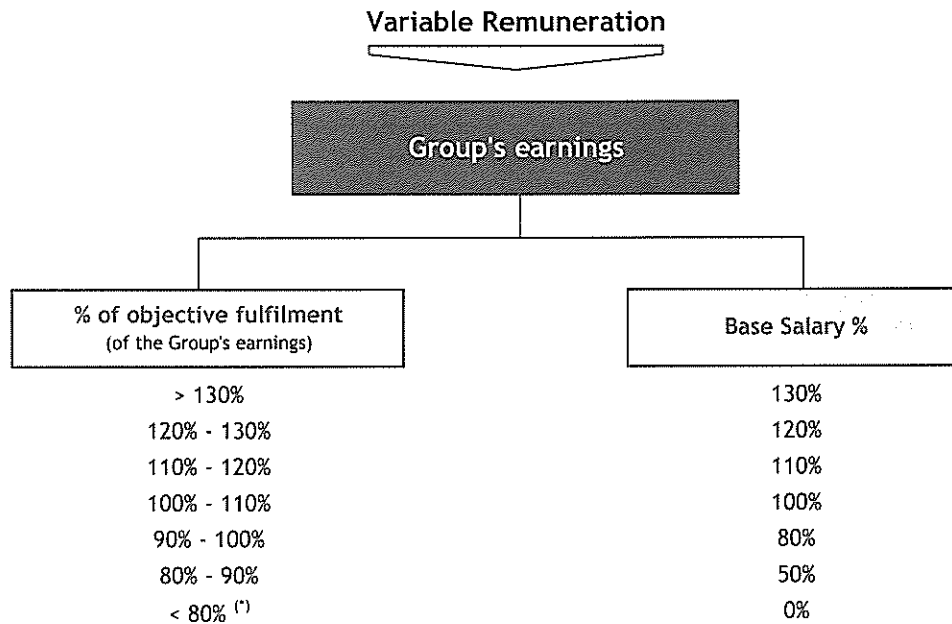 Variable Remuneration
Group's earnings
% of objective fulfilment
(of the Group's earnings)
Base Salary %
> 130% 130%
120% - 130% 120%
110% - 120% 110%
100% - 110% 100%
90% - 100% 80%
80% - 90% 50%
< 80% (*) 0%